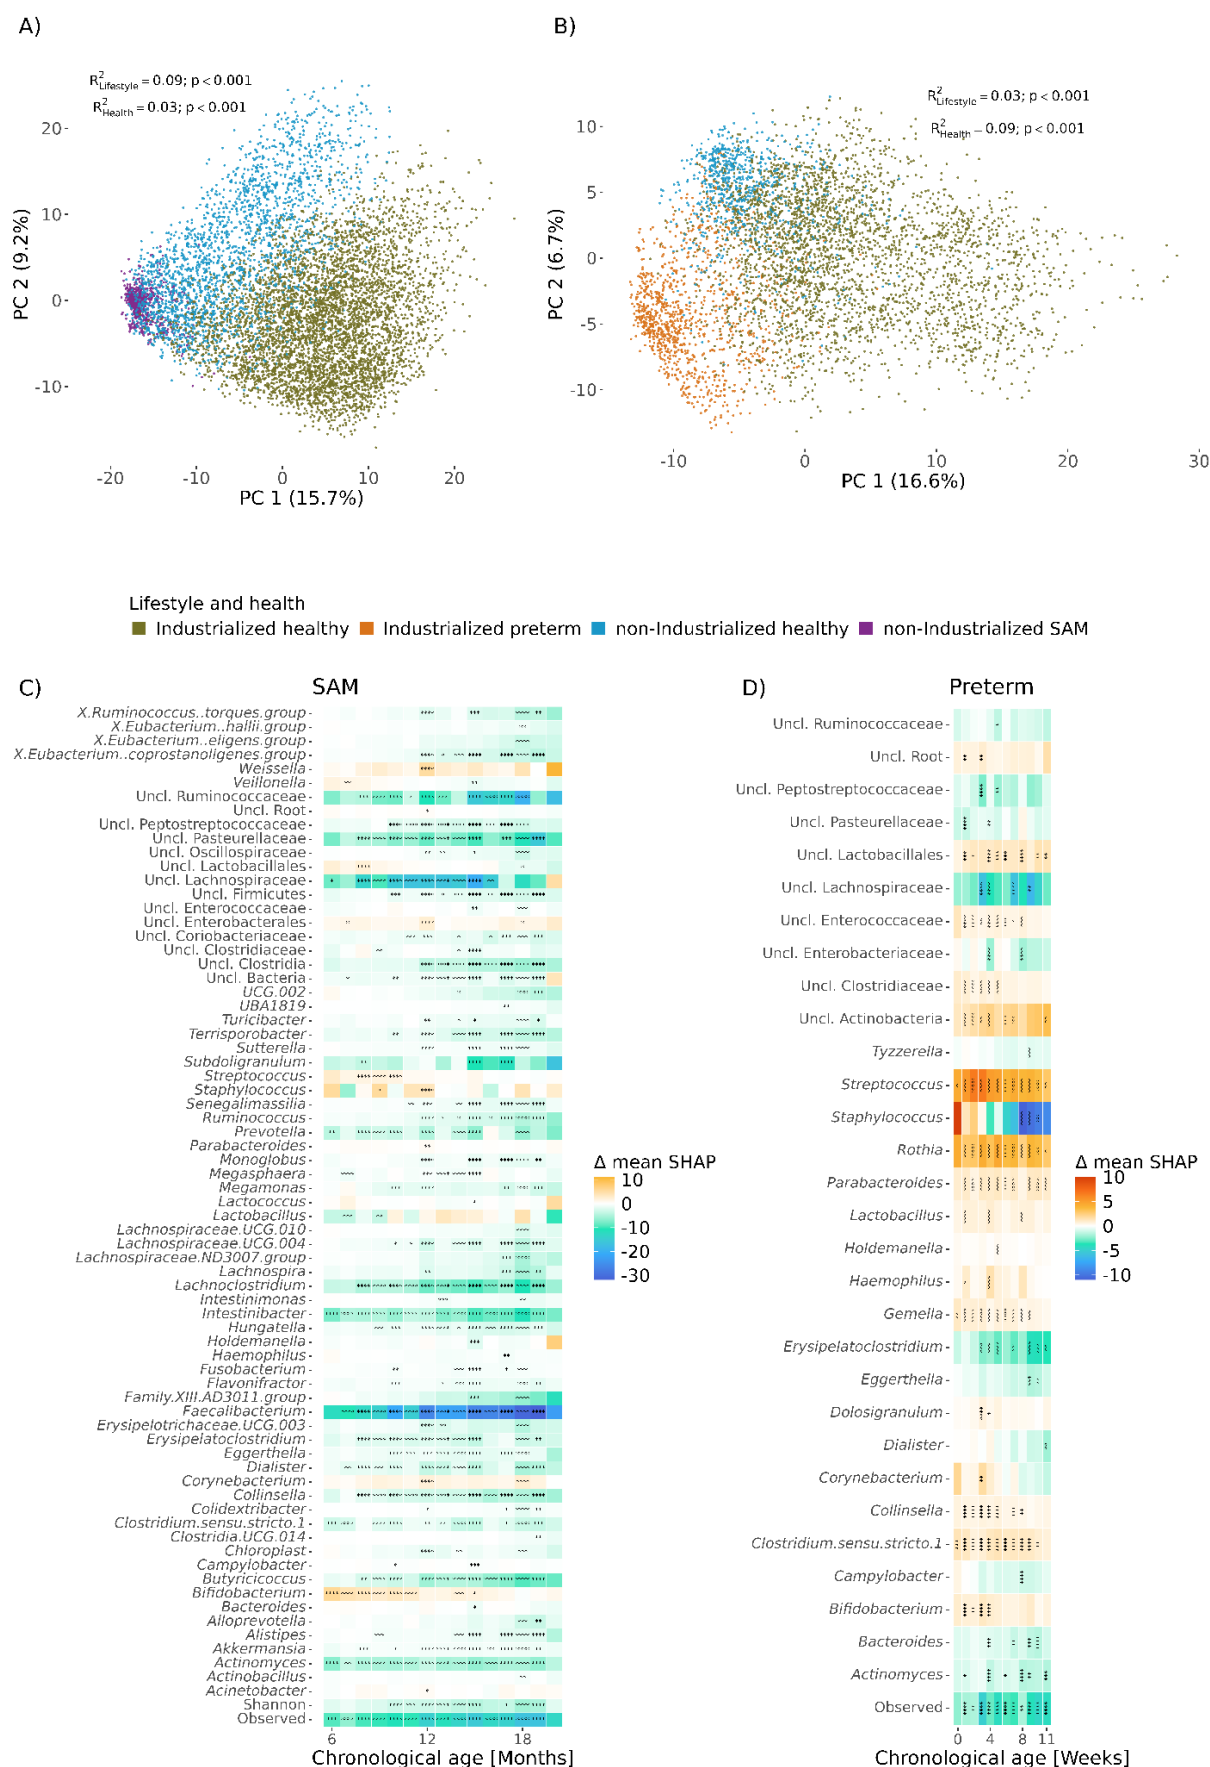 A)
B)
R²Lifestyle = 0.09; p < 0.001
R²Health = 0.03; p < 0.001
R²Lifestyle = 0.03; p < 0.001
R²Health = 0.09; p < 0.001
PC 2 (9.2%)
20
10
0
-10
-20
-10
0
10
20
PC 1 (15.7%)
PC 2 (6.7%)
10
5
0
-5
-10
-10
0
10
20
30
PC 1 (16.6%)
Lifestyle and health
Industrialized healthy
Industrialized preterm
non-Industrialized healthy
non-Industrialized SAM
C)
SAM
X.Ruminococcus..torques.group
X.Eubacterium..hallii.group
X.Eubacterium..eligens.group
X.Eubacterium..coprostanoligenes.group
Weissella
Veillonella
Uncl. Ruminococcaceae
Uncl. Root
Uncl. Peptostreptococcaceae
Uncl. Pasteurellaceae
Uncl. Oscillospiraceae
Uncl. Lactobacillales
Uncl. Lachnospiraceae
Uncl. Firmicutes
Uncl. Enterococcaceae
Uncl. Enterobacterales
Uncl. Coriobacteriaceae
Uncl. Clostridiaceae
Uncl. Clostridia
Uncl. Bacteria
UCG.002
UBA1819
Turicibacter
Terrisporobacter
Sutterella
Subdoligranulum
Streptococcus
Staphylococcus
Senegalimassilia
Ruminococcus
Prevotella
Parabacteroides
Monoglobus
Megasphaera
Megamonas
Lactococcus
Lactobacillus
Lachnospiraceae.UCG.010
Lachnospiraceae.UCG.004
Lachnospiraceae.ND3007.group
Lachnospira
Lachnoclostridium
Intestinimonas
Intestinibacter
Hungatella
Holdemanella
Haemophilus
Fusobacterium
Flavonifractor
Family.XIII.AD3011.group
Faecalibacterium
Erysipelotrichaceae.UCG.003
Erysipelatoclostridium
Eggerthella
Dialister
Corynebacterium
Collinsella
Colidextribacter
Clostridium.sensu.stricto.1
Clostridia.UCG.014
Chloroplast
Campylobacter
Butyricicoccus
Bifidobacterium
Bacteroides
Alloprevotella
Alistipes
Akkermansia
Actinomyces
Actinobacillus
Acinetobacter
Shannon
Observed
6
12
18
Chronological age [Months]
Δ mean SHAP
10
0
-10
-20
-30
D)
Preterm
Uncl. Ruminococcaceae
Uncl. Root
Uncl. Peptostreptococcaceae
Uncl. Pasteurellaceae
Uncl. Lactobacillales
Uncl. Lachnospiraceae
Uncl. Enterococcaceae
Uncl. Enterobacteriaceae
Uncl. Clostridiaceae
Uncl. Actinobacteria
Tyzzerella
Streptococcus
Staphylococcus
Rothia
Parabacteroides
Lactobacillus
Holdemanella
Haemophilus
Gemella
Erysipelatoclostridium
Eggerthella
Dolosigranulum
Dialister
Corynebacterium
Collinsella
Clostridium.sensu.stricto.1
Campylobacter
Bifidobacterium
Bacteroides
Actinomyces
Observed
0
4
8
11
Chronological age [Weeks]
Δ mean SHAP
10
5
0
-5
-10